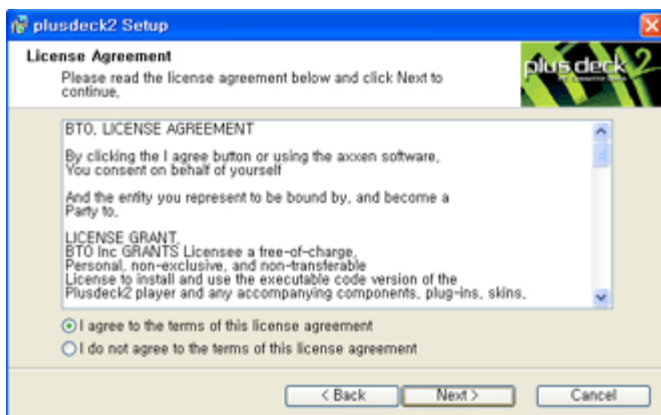 plusdeck2 Setup
License Agreement
Please read the license agreement below and click Next to
continue,
plus deck 2
BTO, LICENSE AGREEMENT
By clicking the I agree button or using the axxen software,
You consent on behalf of yourself
And the entity you represent to be bound by, and become a
Party to,
LICENSE GRANT,
BTO Inc GRANTS Licensee a free-of-charge,
Personal, non-exclusive, and non-transferable
License to install and use the executable code version of the
Plusdeck2 player and any accompanying components, plug-ins, skins,
I agree to the terms of this license agreement
I do not agree to the terms of this license agreement
< Back
Next >
Cancel